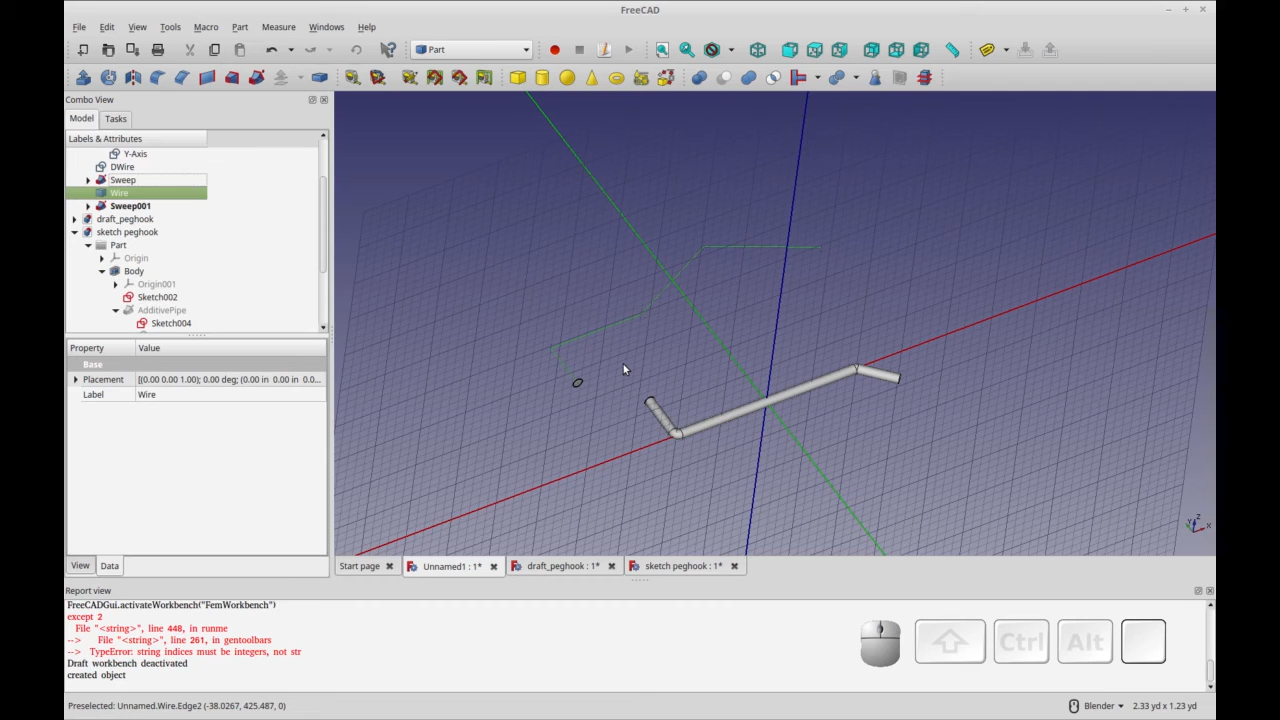 FreeCAD
File Edit View Tools Macro Part Measure Windows Help
Part
Combo View
Model Tasks
Labels & Attributes
Y-Axis
DWire
Sweep
Wire
Sweep001
draft_peghook
sketch peghook
Part
Origin
Body
Origin001
Sketch002
AdditivePipe
Sketch004
Property Value
Base
Placement [(0.00 0.00 1.00); 0.00 deg; (0.00 in 0.00 in 0.0...
Label Wire
View Data
Start page Unnamed1 : 1* draft_peghook : 1* sketch peghook : 1*
Report view
FreeCADGui.activateWorkbench("FemWorkbench")
except 2
File "<string>", line 448, in runme
--> File "<string>", line 261, in gentoolbars
--> TypeError: string indices must be integers, not str
Draft workbench deactivated
created object
Ctrl Alt
Preselected: Unnamed.Wire.Edge2 (-38.0267, 425.487, 0)
Blender 2.33 yd x 1.23 yd